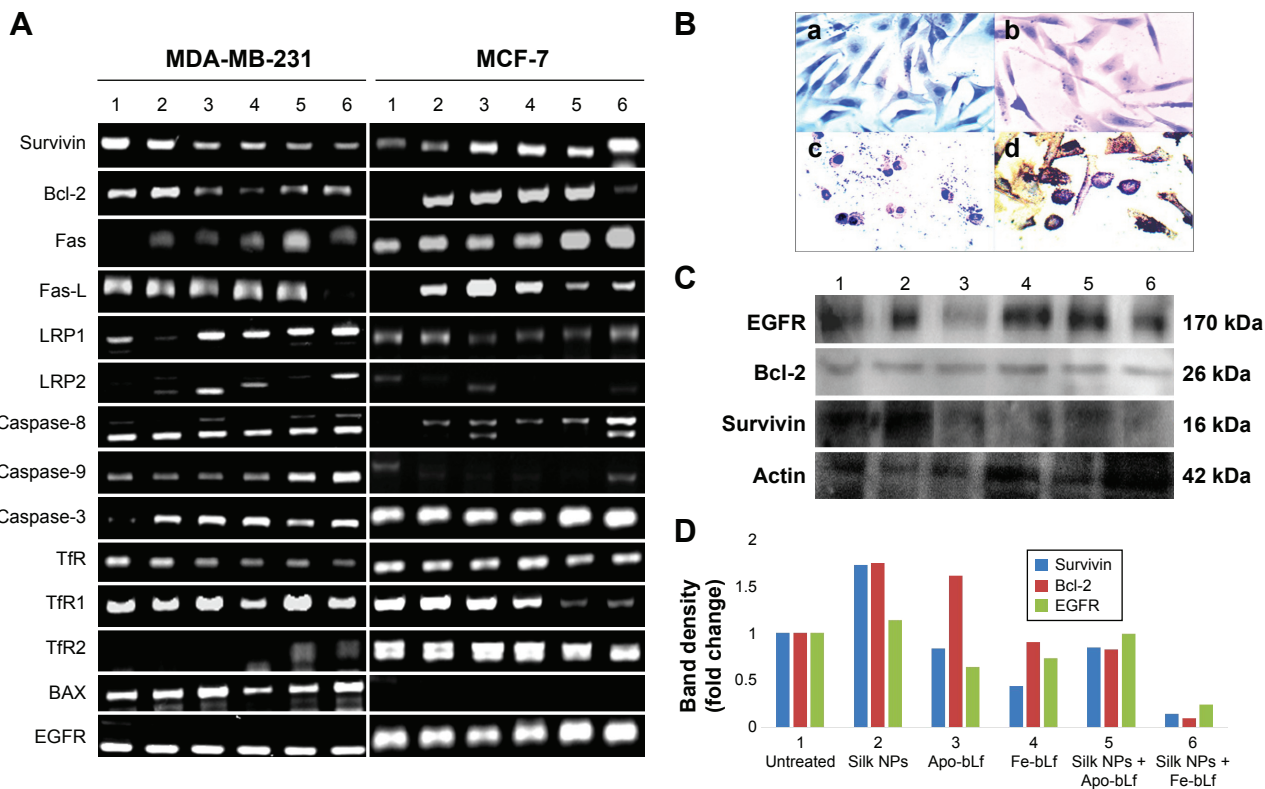 A
MDA-MB-231 MCF-7
1 2 3 4 5 6 1 2 3 4 5 6
Survivin
Bcl-2
Fas
Fas-L
LRP1
LRP2
Caspase-8
Caspase-9
Caspase-3
TfR
TfR1
TfR2
BAX
EGFR
B
a b
c d
C
1 2 3 4 5 6
EGFR 170 kDa
Bcl-2 26 kDa
Survivin 16 kDa
Actin 42 kDa
D
Band density
(fold change)
2
1.5
1
0.5
0
Survivin
Bcl-2
EGFR
1 2 3 4 5 6
Untreated Silk NPs Apo-bLf Fe-bLf Silk NPs + Silk NPs +
Apo-bLf Fe-bLf